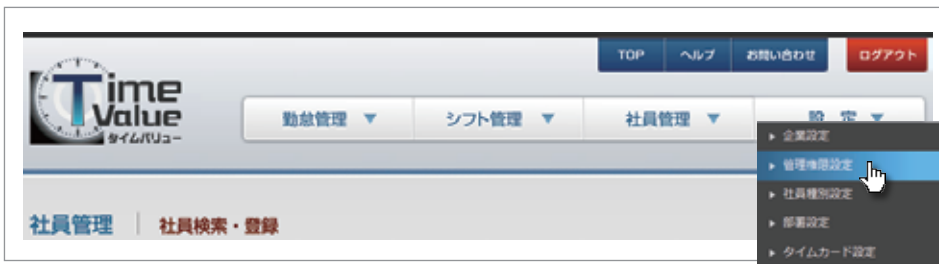 TOP ヘルプ お問い合わせ ログアウト
Time
Value
タイムバリュー
勤怠管理 ▼ シフト管理 ▼ 社員管理 ▼ 設 定 ▼
▶ 企業設定
▶ 管理権限設定
▶ 社員種別設定
▶ 部署設定
▶ タイムカード設定
社員管理 | 社員検索・登録